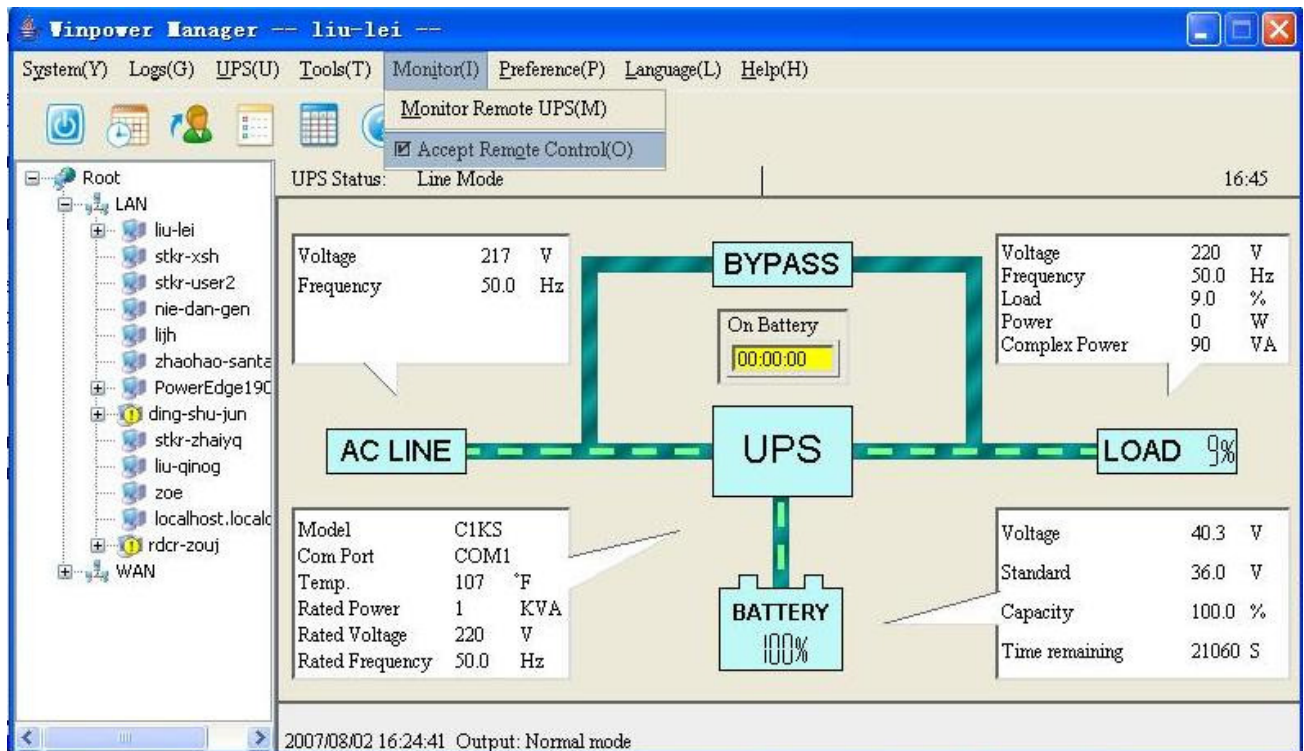 Winpower Manager -- liu-lei --
System(Y) Logs(G) UPS(U) Tools(T) Monitor(I) Preference(P) Language(L) Help(H)
Monitor Remote UPS(M)
Accept Remote Control(O)
Root
LAN
liu-lei
stkr-xsh
stkr-user2
nie-dan-gen
lijh
zhaohao-santa
PowerEdge190
ding-shu-jun
stkr-zhaiyq
liu-qinog
zoe
localhost.localc
rdcr-zouj
WAN
UPS Status: Line Mode 16:45
Voltage 217 V
Frequency 50.0 Hz
BYPASS
On Battery
00:00:00
Voltage 220 V
Frequency 50.0 Hz
Load 9.0 %
Power 0 W
Complex Power 90 VA
AC LINE
UPS
LOAD 9%
Model C1KS
Com Port COM1
Temp. 107 °F
Rated Power 1 KVA
Rated Voltage 220 V
Rated Frequency 50.0 Hz
BATTERY
100%
Voltage 40.3 V
Standard 36.0 V
Capacity 100.0 %
Time remaining 21060 S
2007/08/02 16:24:41 Output: Normal mode